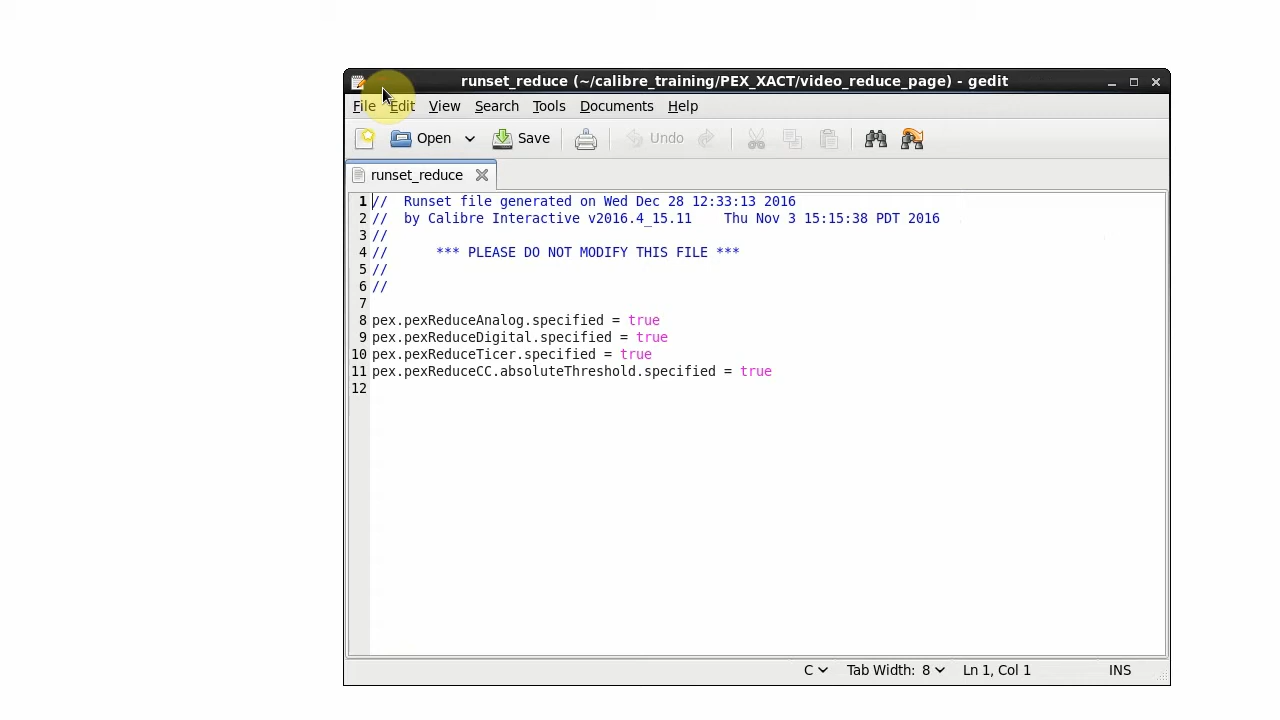 runset_reduce (~/calibre_training/PEX_XACT/video_reduce_page) - gedit
File Edit View Search Tools Documents Help
Open Save Undo
runset_reduce
1 // Runset file generated on Wed Dec 28 12:33:13 2016
2 // by Calibre Interactive v2016.4_15.11 Thu Nov 3 15:15:38 PDT 2016
3 //
4 // *** PLEASE DO NOT MODIFY THIS FILE ***
5 //
6 //
7
8 pex.pexReduceAnalog.specified = true
9 pex.pexReduceDigital.specified = true
10 pex.pexReduceTicer.specified = true
11 pex.pexReduceCC.absoluteThreshold.specified = true
12
C Tab Width: 8 Ln 1, Col 1 INS